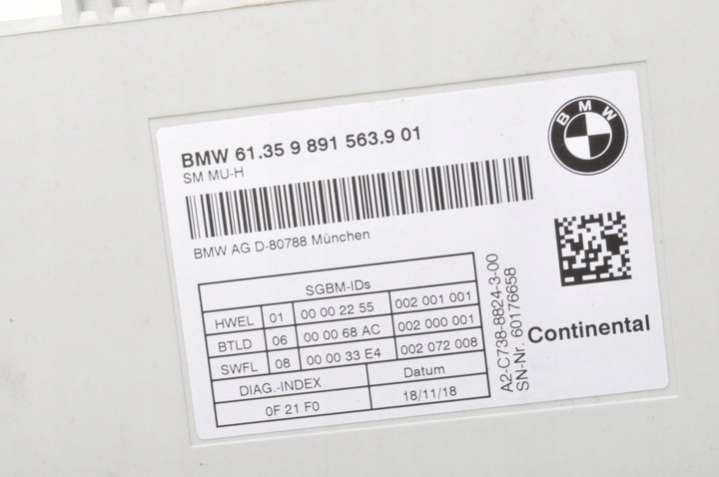 BMW 61.35 9 891 563.9 01
SM MU-H
BMW AG D-80788 München
BMW
SGBM-IDs
HWEL 01 00 00 22 55 002 001 001
BTLD 06 00 00 68 AC 002 000 001
SWFL 08 00 00 33 E4 002 072 008
DIAG.-INDEX Datum
0F 21 F0 18/11/18
A2-C738-8824-3-00
SN-Nr. 60176658
Continental